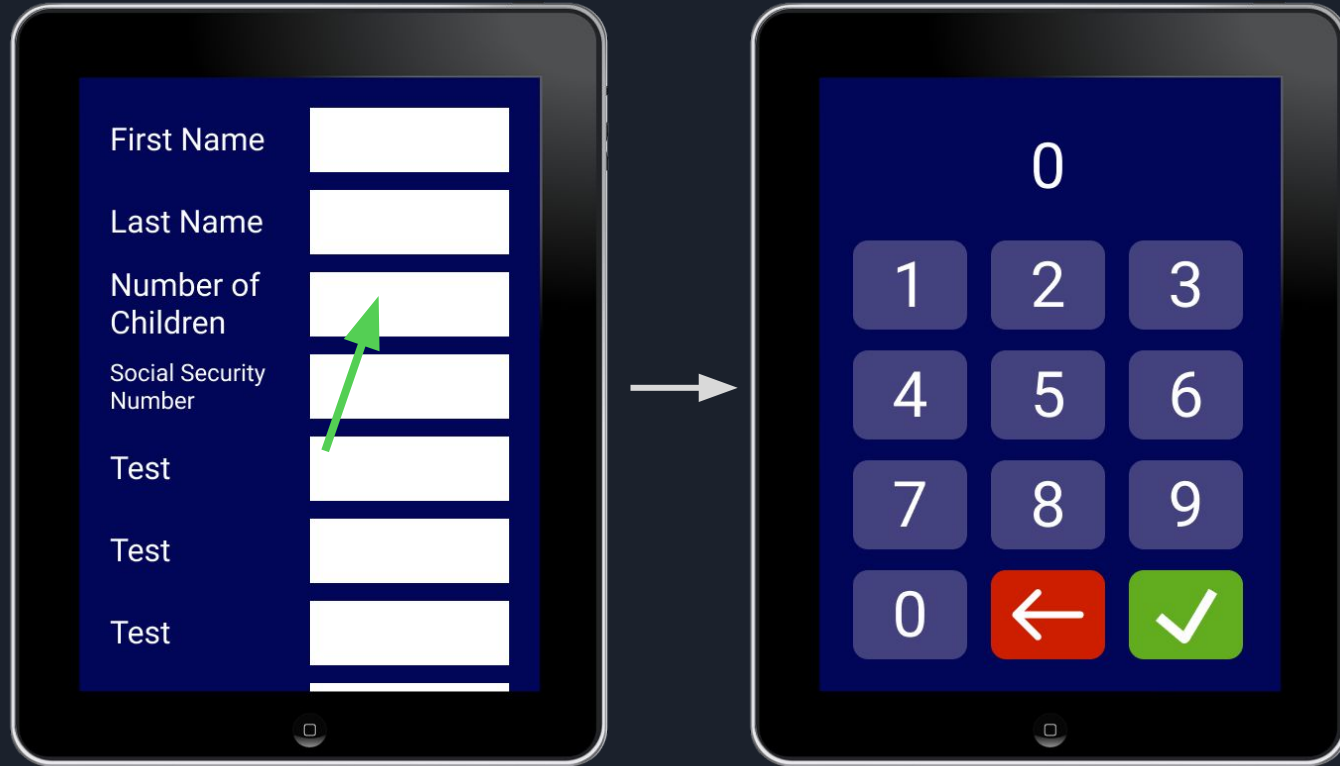 First Name
Last Name
Number of
Children
Social Security
Number
Test
Test
Test
0
1 2 3
4 5 6
7 8 9
0